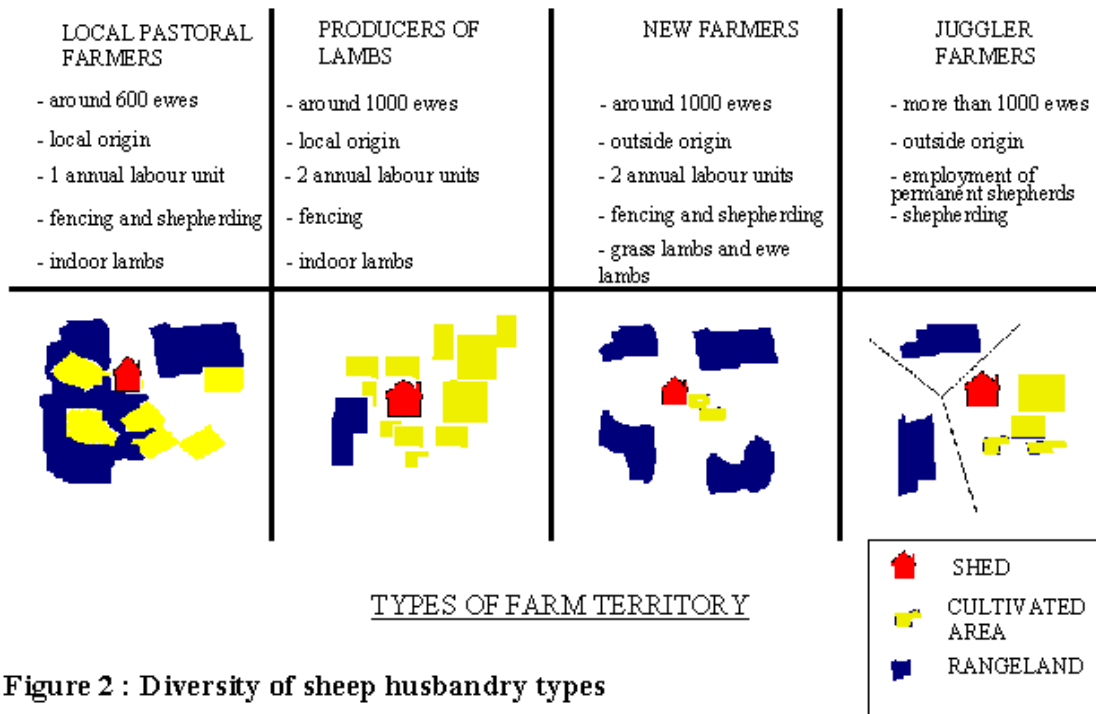 LOCAL PASTORAL
FARMERS
- around 600 ewes
- local origin
- 1 annual labour unit
- fencing and shepherding
- indoor lambs
PRODUCERS OF
LAMBS
- around 1000 ewes
- local origin
- 2 annual labour units
- fencing
- indoor lambs
NEW FARMERS
- around 1000 ewes
- outside origin
- 2 annual labour units
- fencing and shepherding
- grass lambs and ewe
lambs
JUGGLER
FARMERS
- more than 1000 ewes
- outside origin
- employment of
permanent shepherds
- shepherding
SHED
CULTIVATED
AREA
RANGELAND
TYPES OF FARM TERRITORY
Figure 2 : Diversity of sheep husbandry types